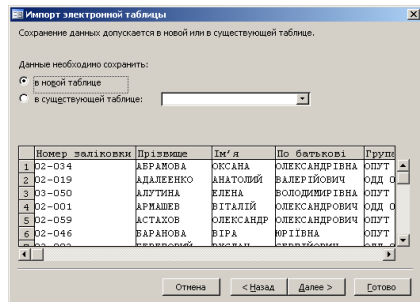 Импорт электронной таблицы
Сохранение данных допускается в новой или в существующей таблице.
Данные необходимо сохранить:
в новой таблице
в существующей таблице:
Номер заліковки Прізвище Ім'я По батькові Група
1 02-034 АБРАМОВА ОКСАНА ОЛЕКСАНДРІВНА ОПУТ
2 02-019 АДАЛЕЕНКО АНАТОЛИЙ ВАЛЕРІЙОВИЧ ОДД О
3 03-050 АЛУТИНА ЕЛЕНА ВОЛОДИМИРІВНА ОПУТ
4 02-001 АРМАШЕВ ВІТАЛІЙ ОЛЕКСАНДРОВИЧ ОДД О
5 02-059 АСТАХОВ ОЛЕКСАНДР ОЛЕКСАНДРОВИЧ ОПУТ
6 02-046 БАРАНОВА ВІРА ЮРІЇВНА ОПУТ
Отмена < Назад Далее > Готово